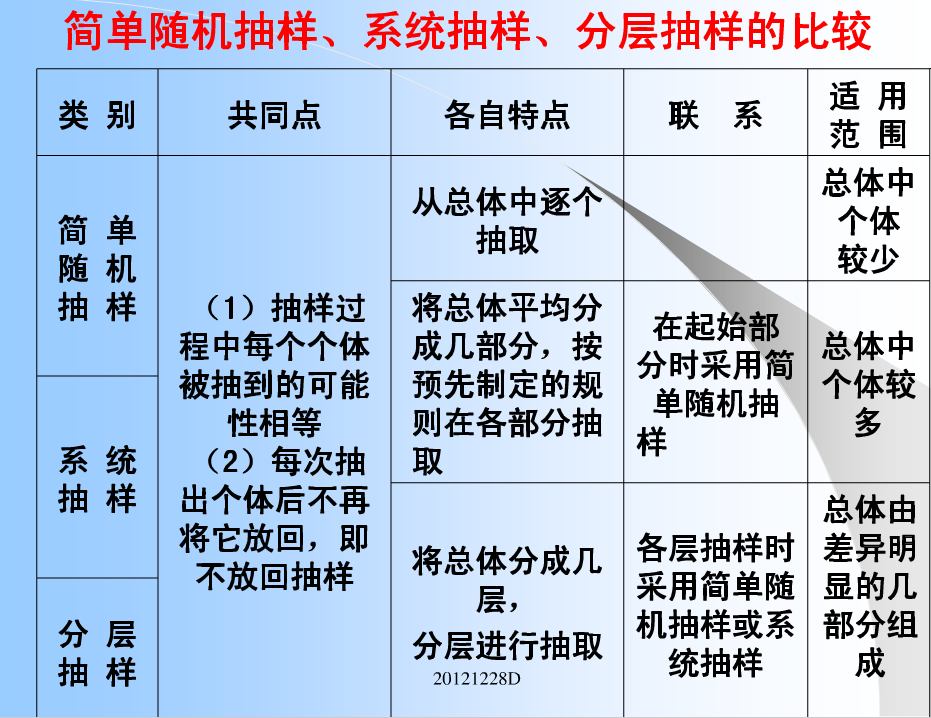 简单随机抽样、系统抽样、分层抽样的比较
类 别
共同点
各自特点
联 系
适 用
范 围
简 单
随 机
抽 样
（1）抽样过
程中每个个体
被抽到的可能
性相等
（2）每次抽
出个体后不再
将它放回，即
不放回抽样
从总体中逐个
抽取
总体中
个体
较少
将总体平均分
成几部分，按
预先制定的规
则在各部分抽
取
在起始部
分时采用简
单随机抽
样
总体中
个体较
多
系 统
抽 样
将总体分成几
层，
分层进行抽取
各层抽样时
采用简单随
机抽样或系
统抽样
总体由
差异明
显的几
部分组
成
分 层
抽 样
20121228D